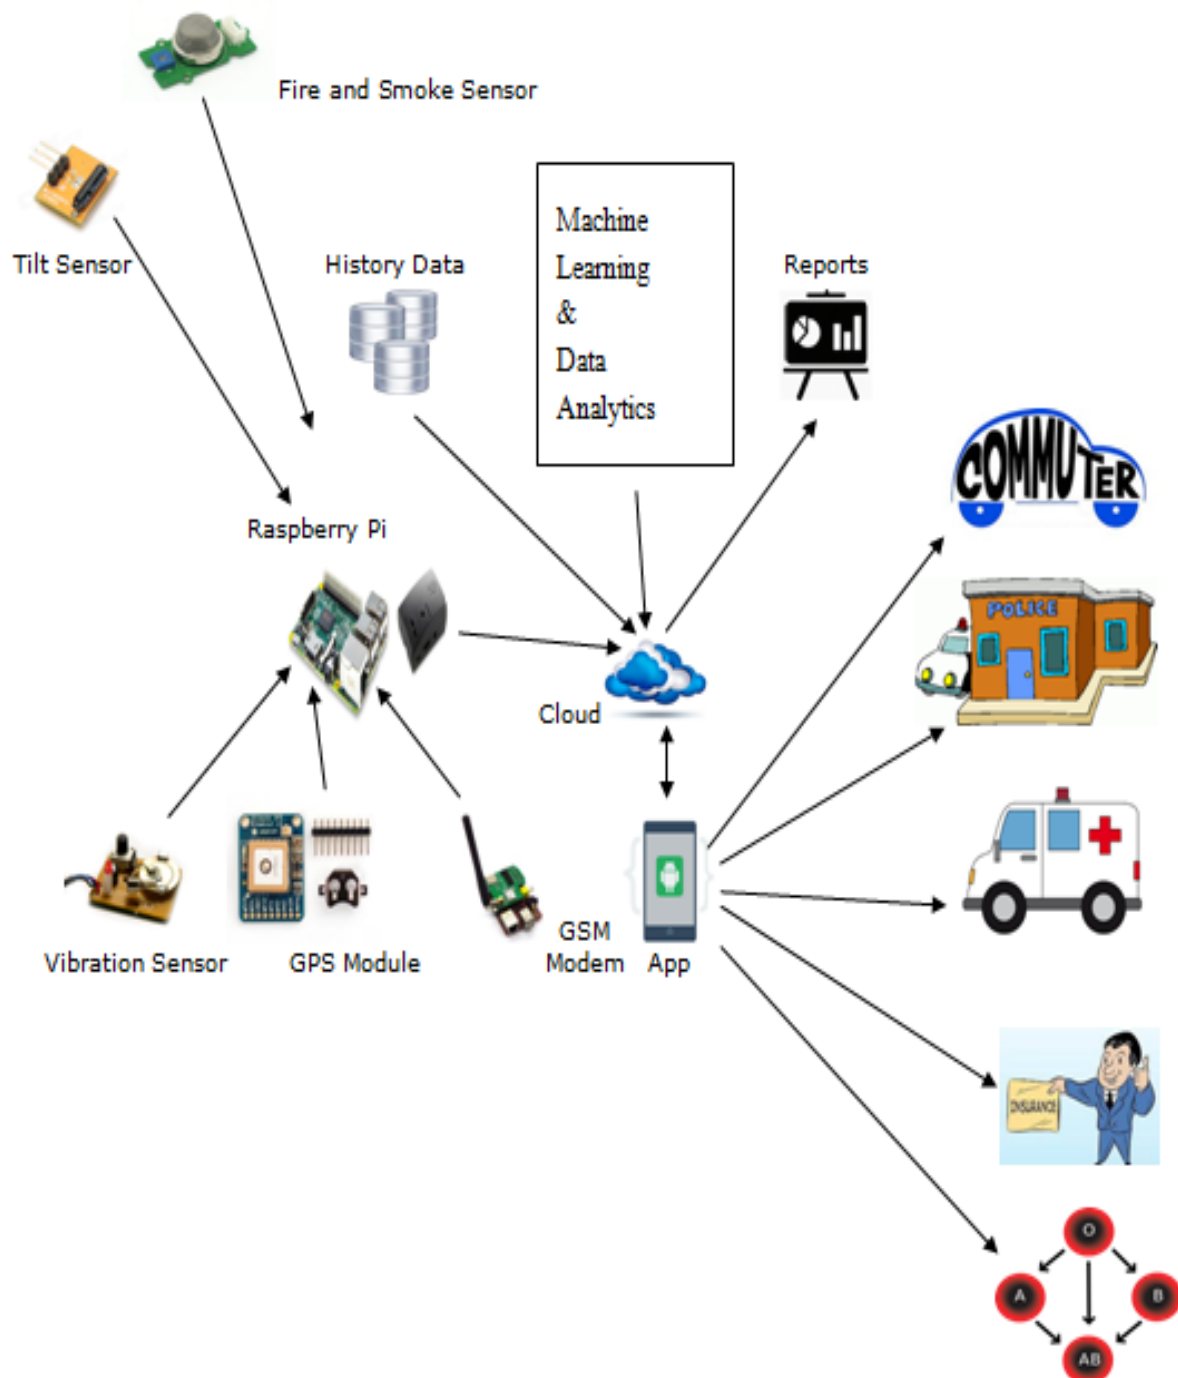 Fire and Smoke Sensor
Tilt Sensor
History Data
Machine
Learning
&
Data
Analytics
Reports
COMMUTER
Raspberry Pi
POLICE
Cloud
Vibration Sensor
GPS Module
GSM
Modem
App
INSURANCE
O
A
B
AB